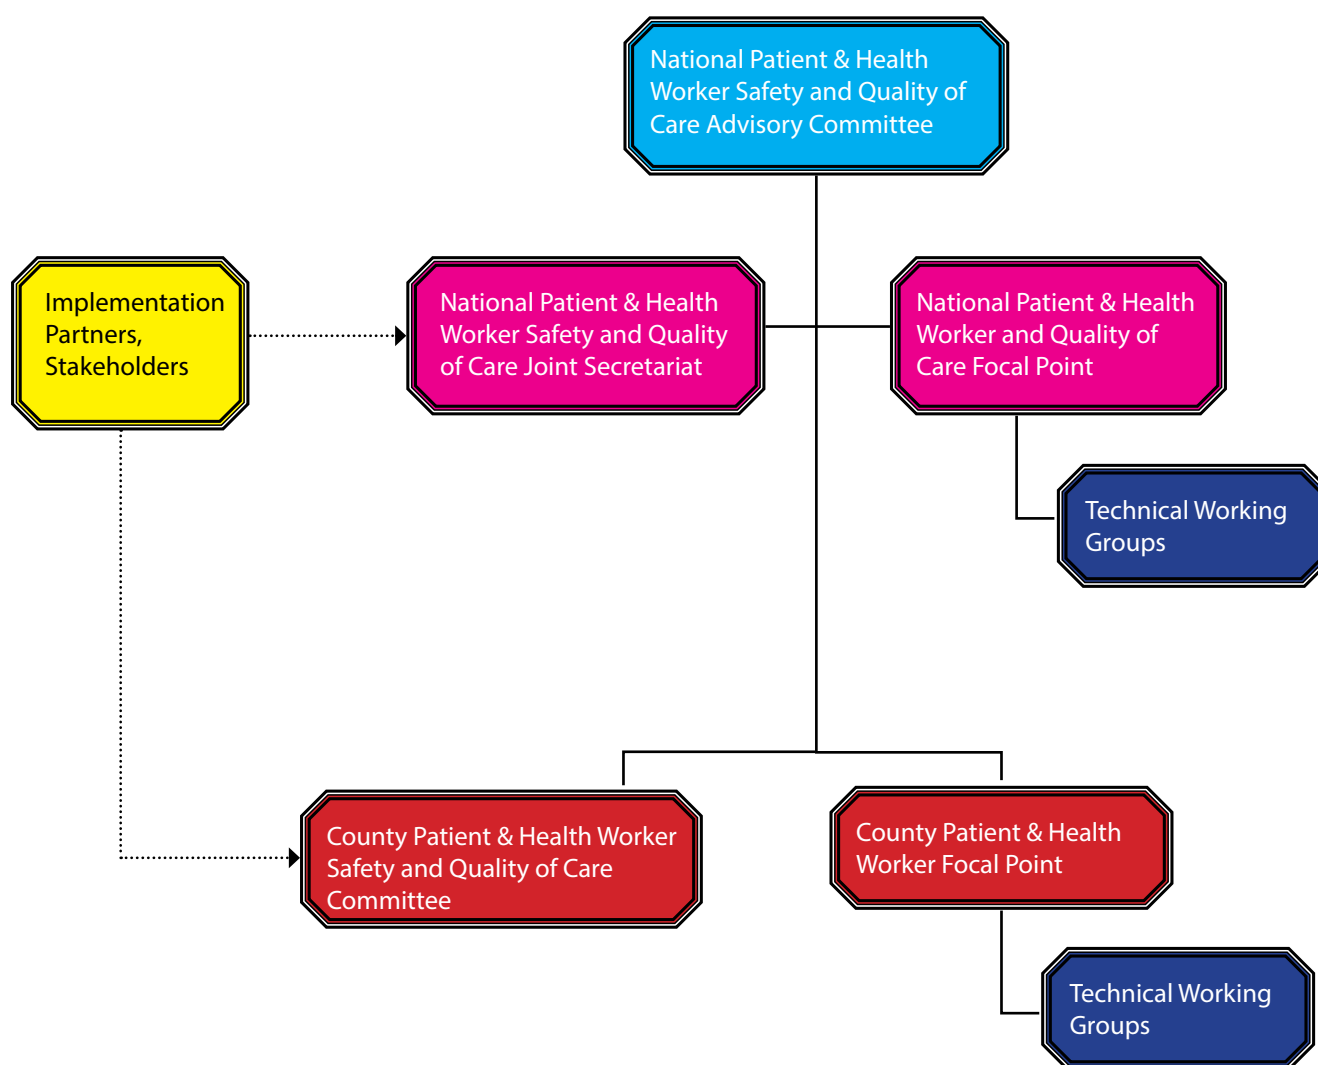 National Patient & Health
Worker Safety and Quality of
Care Advisory Committee
Implementation
Partners,
Stakeholders
National Patient & Health
Worker Safety and Quality
of Care Joint Secretariat
National Patient & Health
Worker and Quality of
Care Focal Point
Technical Working
Groups
County Patient & Health Worker
Safety and Quality of Care
Committee
County Patient & Health
Worker Focal Point
Technical Working
Groups